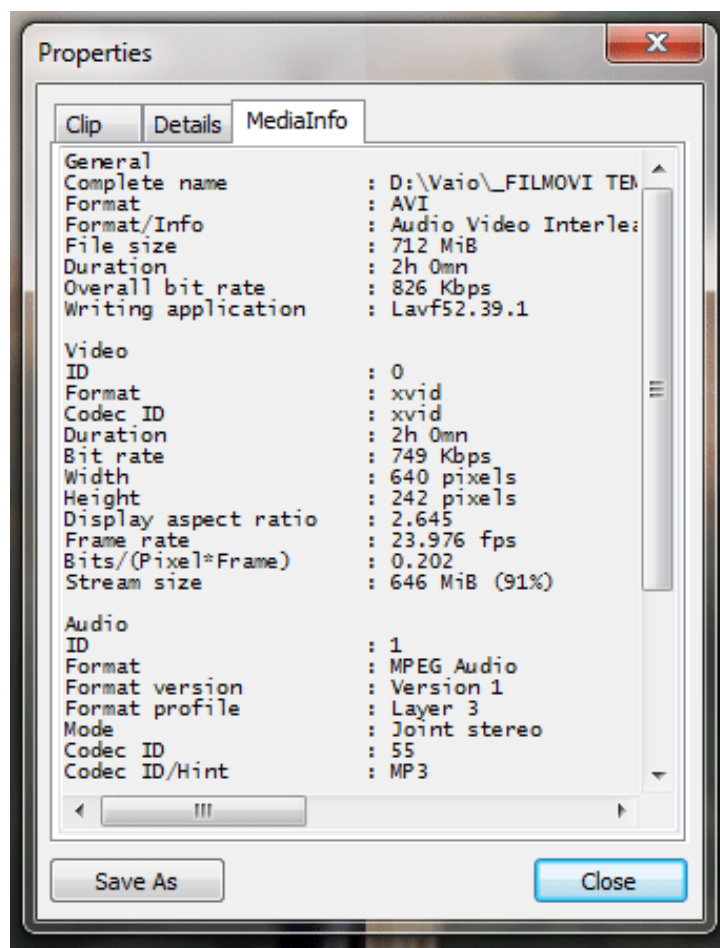 Properties
Clip Details MediaInfo
General
Complete name : D:\Vaio\_FILMOVI TEM
Format : AVI
Format/Info : Audio Video Interlea
File size : 712 MiB
Duration : 2h 0mn
Overall bit rate : 826 Kbps
Writing application : Lavf52.39.1
Video
ID : 0
Format : xvid
Codec ID : xvid
Duration : 2h 0mn
Bit rate : 749 Kbps
Width : 640 pixels
Height : 242 pixels
Display aspect ratio : 2.645
Frame rate : 23.976 fps
Bits/(Pixel*Frame) : 0.202
Stream size : 646 MiB (91%)
Audio
ID : 1
Format : MPEG Audio
Format version : Version 1
Format profile : Layer 3
Mode : Joint stereo
Codec ID : 55
Codec ID/Hint : MP3
Save As Close